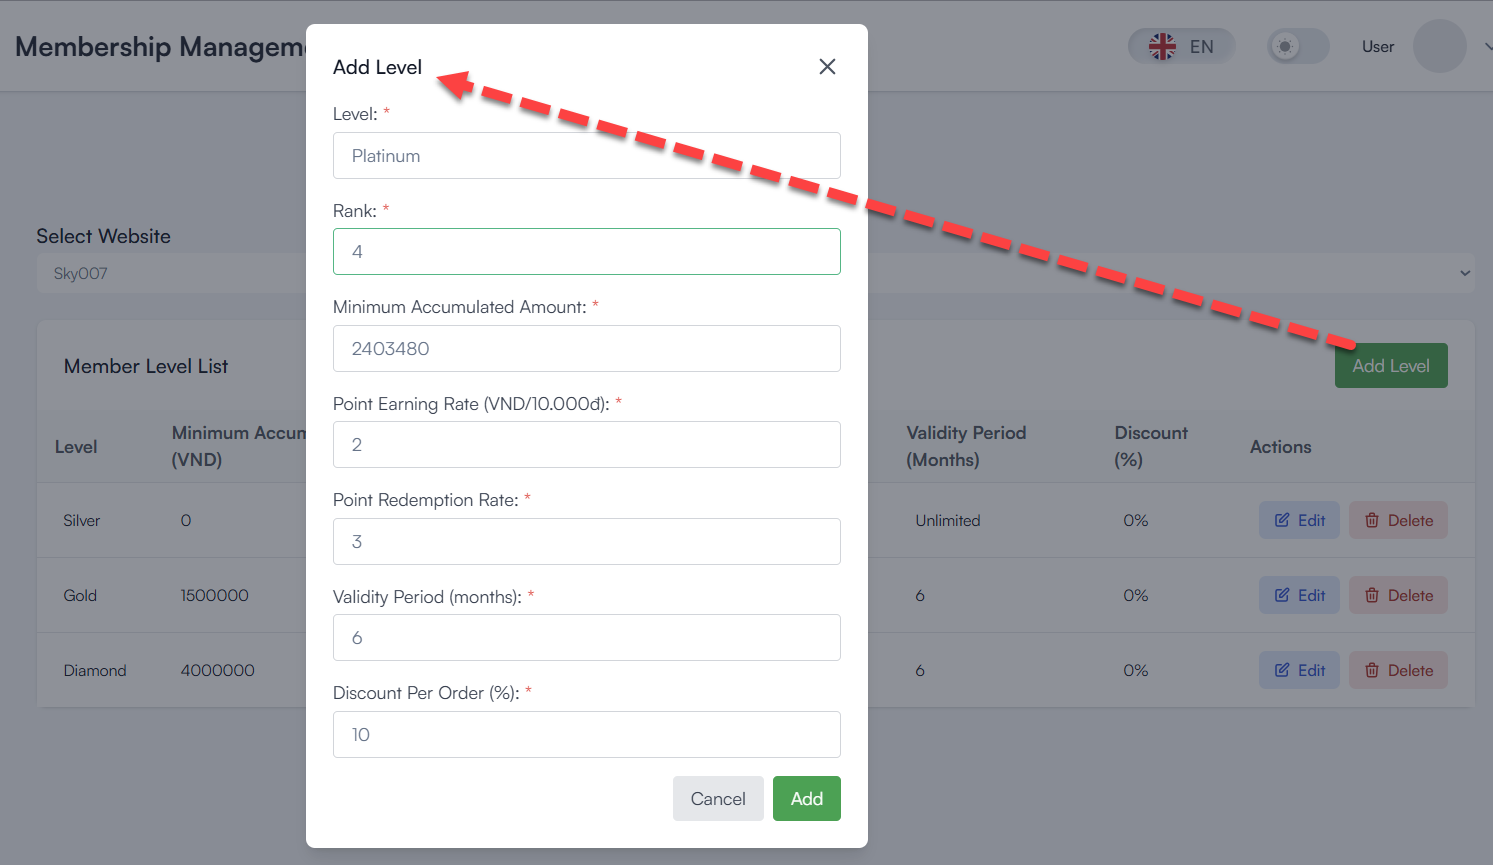 Membership Managem
EN
User
Add Level
Level: *
Platinum
Rank: *
4
Minimum Accumulated Amount: *
2403480
Point Earning Rate (VND/10.000đ): *
2
Point Redemption Rate: *
3
Validity Period (months): *
6
Discount Per Order (%): *
10
Cancel
Add
Select Website
Sky007
Member Level List
Add Level
Level
Minimum Accum
(VND)
Validity Period
(Months)
Discount
(%)
Actions
Silver 0 Unlimited 0% Edit Delete
Gold 1500000 6 0% Edit Delete
Diamond 4000000 6 0% Edit Delete